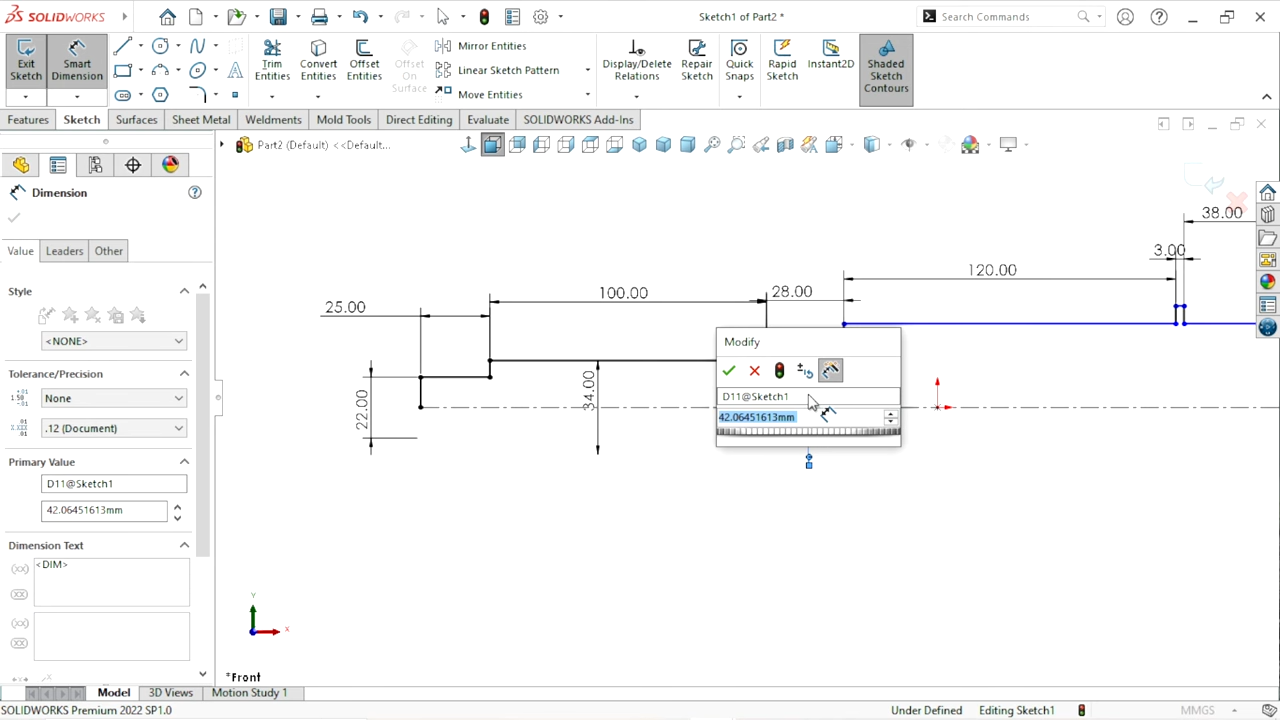 SOLIDWORKS
Sketch1 of Part2 *
Search Commands
Exit Sketch
Smart Dimension
Trim Entities
Convert Entities
Offset Entities
Offset On Surface
Mirror Entities
Linear Sketch Pattern
Move Entities
Display/Delete Relations
Repair Sketch
Quick Snaps
Rapid Sketch
Instant2D
Shaded Sketch Contours
Features
Sketch
Surfaces
Sheet Metal
Weldments
Mold Tools
Direct Editing
Evaluate
SOLIDWORKS Add-Ins
Part2 (Default) <<Default...
Dimension
Value
Leaders
Other
Style
<NONE>
Tolerance/Precision
None
.12 (Document)
Primary Value
D11@Sketch1
42.06451613mm
Dimension Text
<DIM>
25.00
100.00
28.00
120.00
3.00
38.00
22.00
34.00
Modify
D11@Sketch1
42.06451613mm
Y
X
*Front
Model
3D Views
Motion Study 1
SOLIDWORKS Premium 2022 SP1.0
Under Defined
Editing Sketch1
MMGS